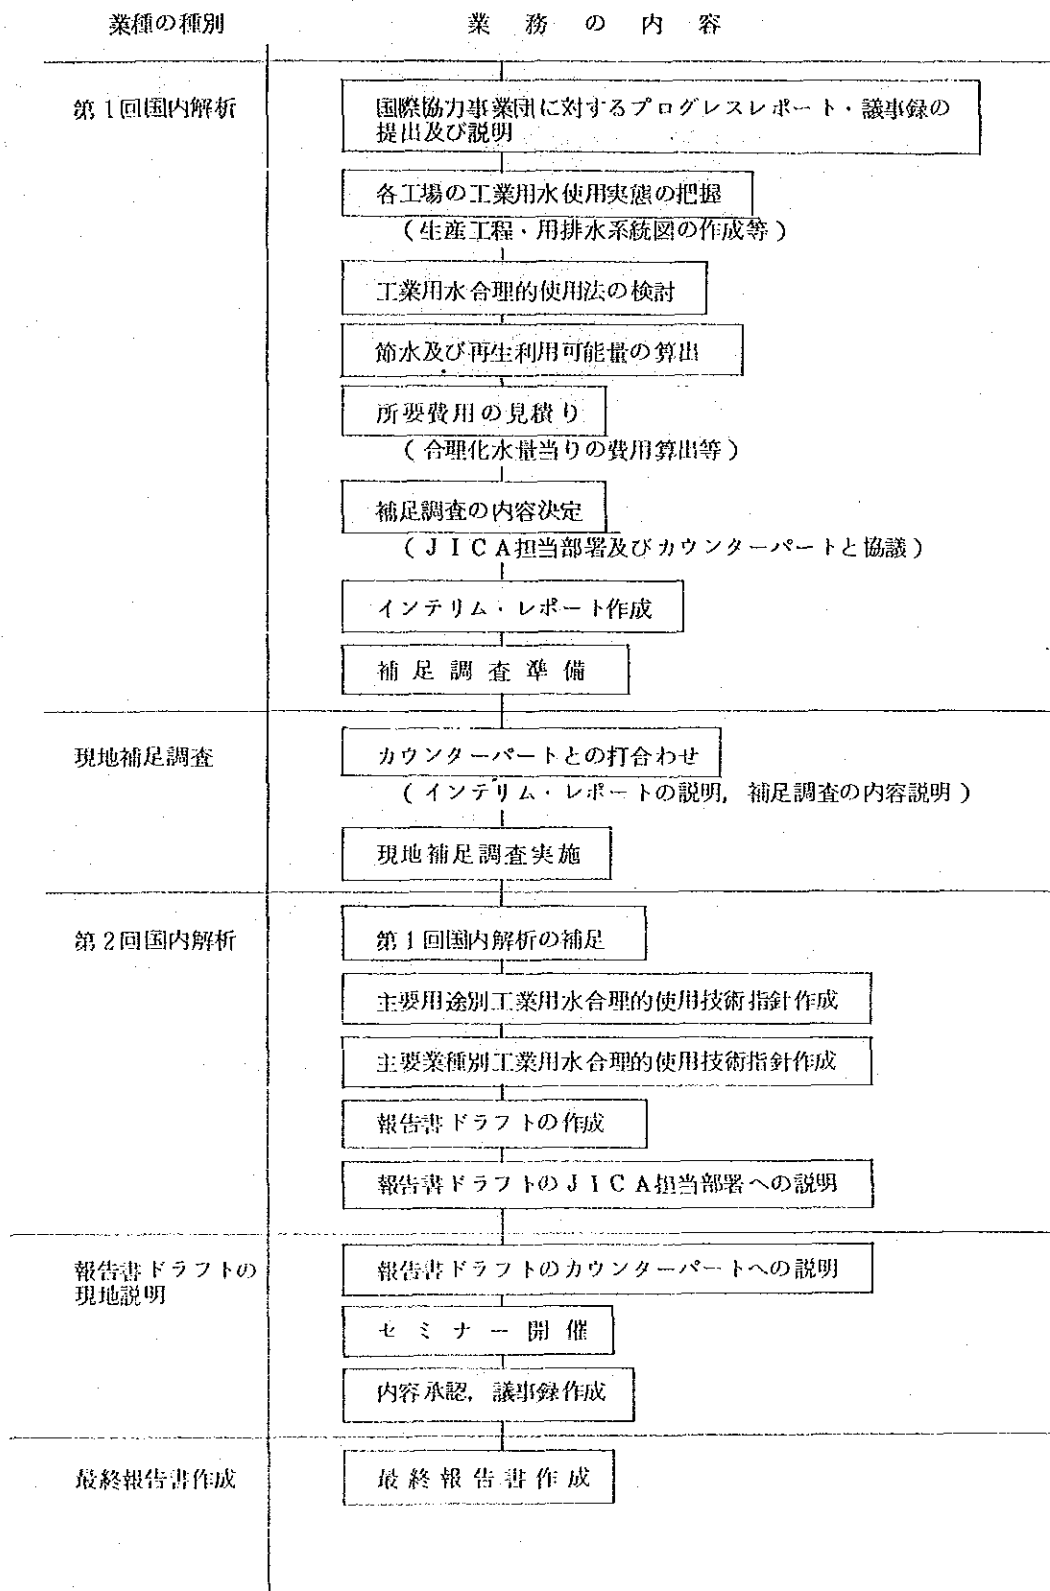 業種の種別 業務の内容
第1回国内解析 国際協力事業団に対するプログレスレポート・議事録の
提出及び説明
各工場の工業用水使用実態の把握
(生産工程・用排水系統図の作成等)
工業用水合理的使用法の検討
節水及び再生利用可能量の算出
所要費用の見積り
(合理化水量当りの費用算出等)
補足調査の内容決定
(JICA担当部署及びカウンターパートと協議)
インテリム・レポート作成
補足調査準備
現地補足調査 カウンターパートとの打合わせ
(インテリム・レポートの説明,補足調査の内容説明)
現地補足調査実施
第2回国内解析 第1回国内解析の補足
主要用途別工業用水合理的使用技術指針作成
主要業種別工業用水合理的使用技術指針作成
報告書ドラフトの作成
報告書ドラフトのJICA担当部署への説明
報告書ドラフトの 報告書ドラフトのカウンターパートへの説明
現地説明
セミナー開催
内容承認,議事録作成
最終報告書作成 最終報告書作成